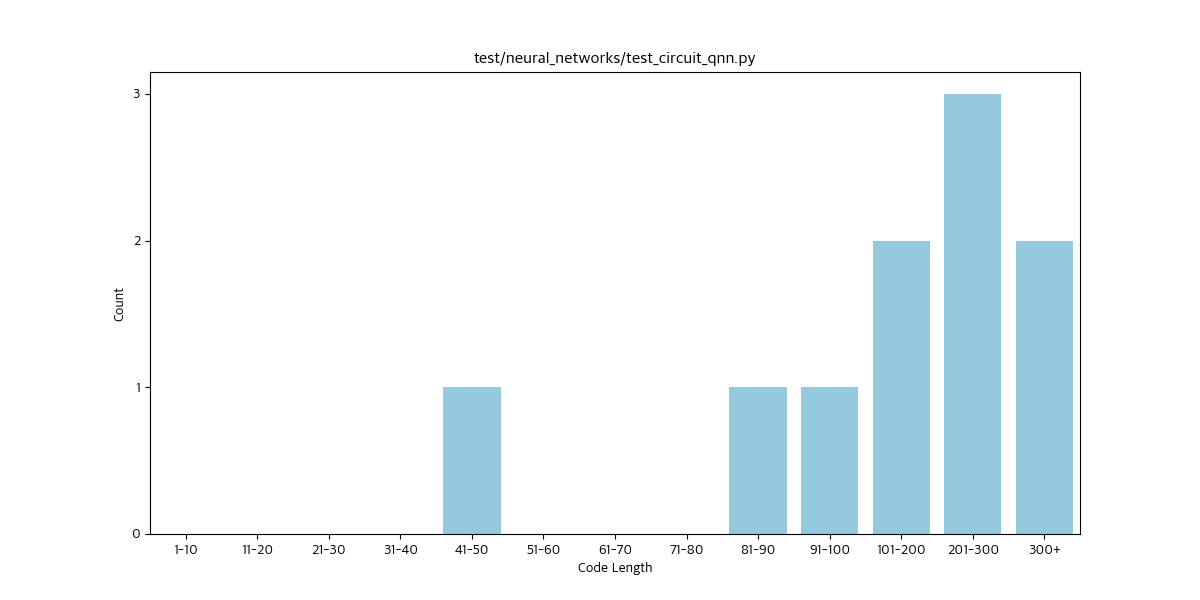 test/neural_networks/test_circuit_qnn.py
3
2
1
0
Count
1-10 11-20 21-30 31-40 41-50 51-60 61-70 71-80 81-90 91-100 101-200 201-300 300+
Code Length